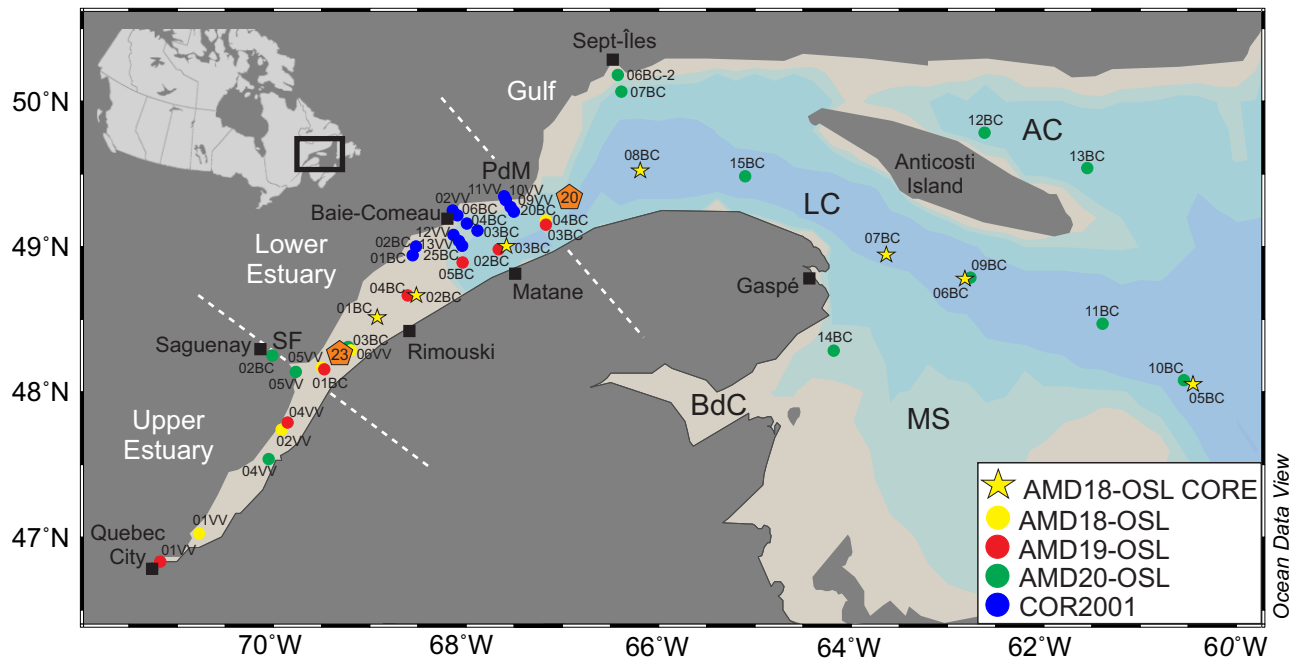 Sept-Îles
06BC-2
07BC
50˚N
Gulf
12BC
AC
13BC
08BC
15BC
Anticosti
Island
PdM
11VV
10VV
09VV
20
02VV
06BC
20BC
Baie-Comeau
04BC
04BC
03BC
03BC
12VV
LC
49˚N
Lower
Estuary
02BC
13VV
03BC
01BC
25BC
02BC
07BC
05BC
Matane
09BC
Gaspé
06BC
04BC
02BC
01BC
11BC
Rimouski
SF
Saguenay
05VV
03BC
14BC
02BC
23
06VV
05VV
01BC
10BC
05BC
48˚N
BdC
MS
Upper
Estuary
04VV
02VV
04VV
01VV
47˚N
Quebec
City
01VV
AMD18-OSL CORE
AMD18-OSL
AMD19-OSL
AMD20-OSL
COR2001
Ocean Data View
70˚W
68˚W
66˚W
64˚W
62˚W
60˚W